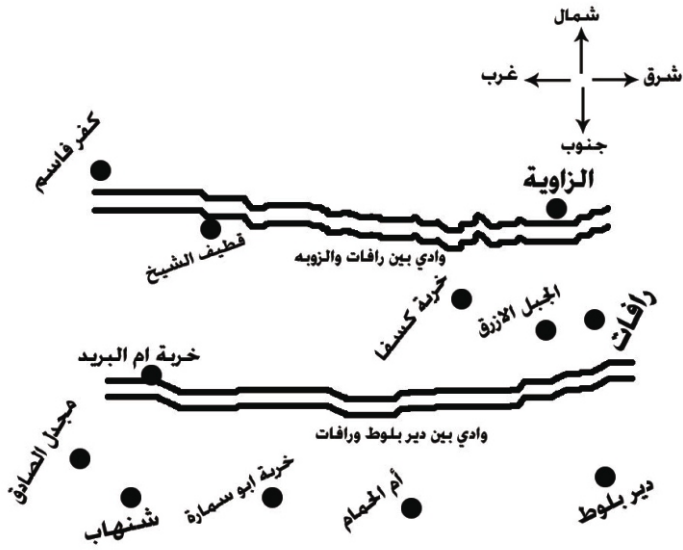 شمال
شرق
غرب
جنوب
كفر قاسم
الزاوية
قطيف الشيخ
وادي بين رافات والزوبه
خربة كسفا
الجبل الازرق
رافات
خربة ام البريد
وادي بين دير بلوط ورافات
مجدل الصادق
شنهاب
خربة ابو سمارة
أم الحمام
دير بلوط